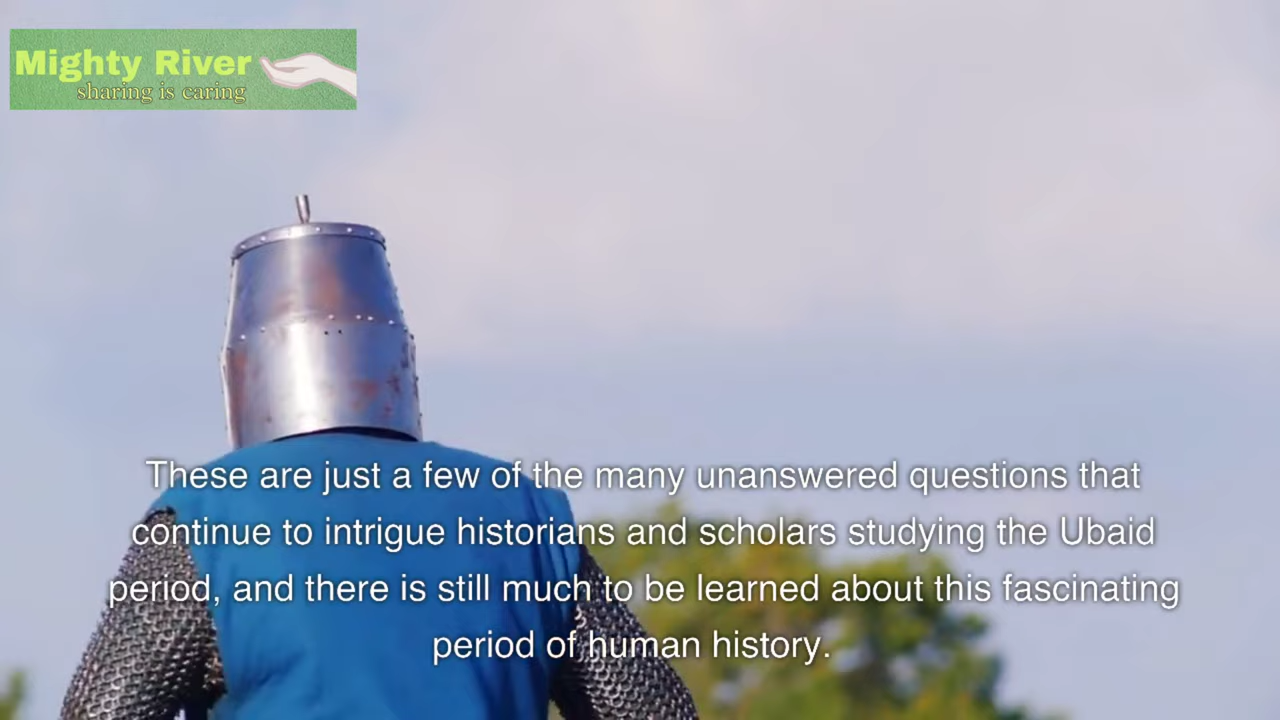 Mighty River
sharing is caring
These are just a few of the many unanswered questions that
continue to intrigue historians and scholars studying the Ubaid
period, and there is still much to be learned about this fascinating
period of human history.